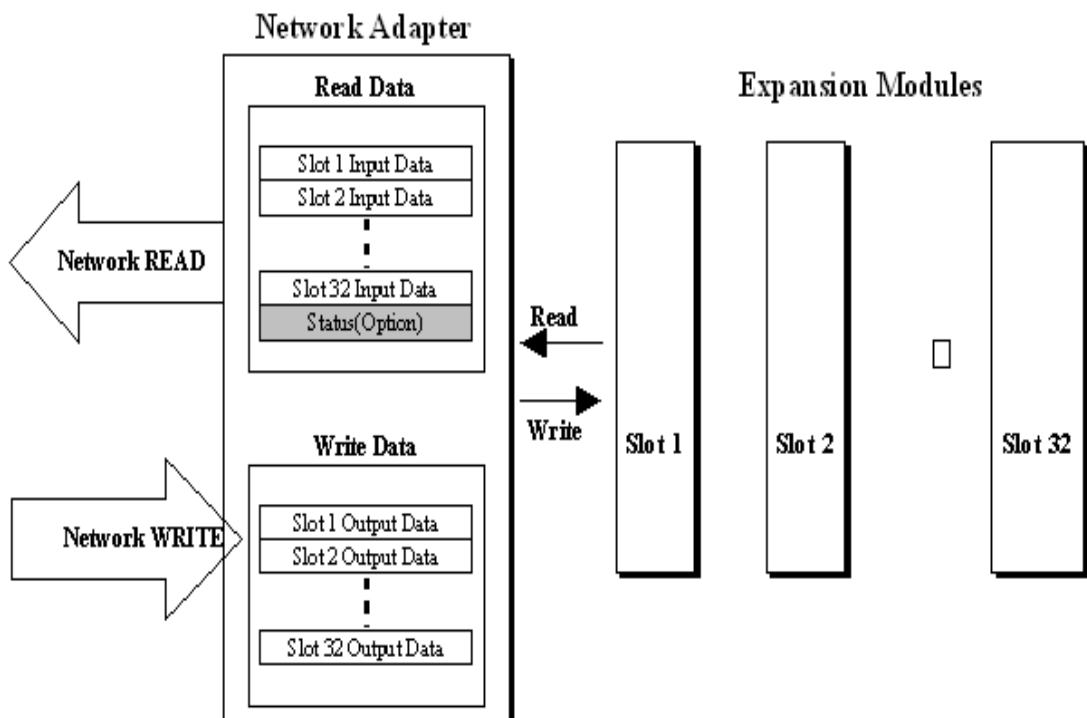 Network Adapter
Read Data
Slot 1 Input Data
Slot 2 Input Data
Slot 32 Input Data
Status(Option)
Network READ
Write Data
Slot 1 Output Data
Slot 2 Output Data
Slot 32 Output Data
Network WRITE
Read
Write
Expansion Modules
Slot 1
Slot 2
Slot 32